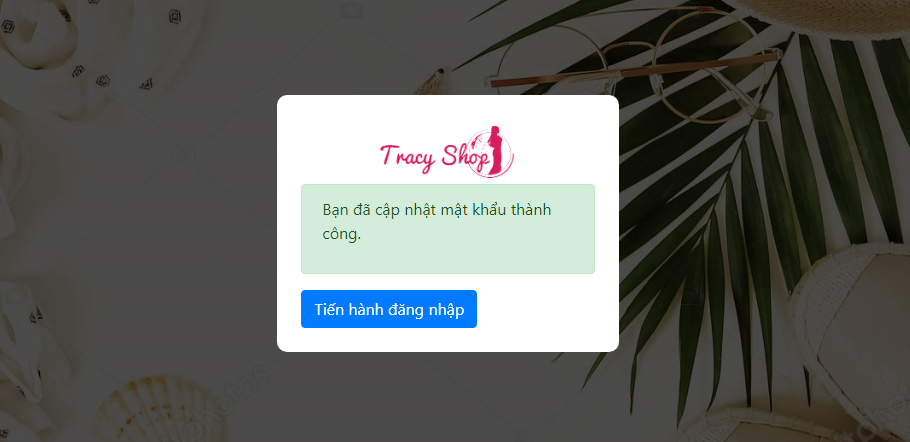 Tracy Shop
Bạn đã cập nhật mật khẩu thành
công.
Tiến hành đăng nhập